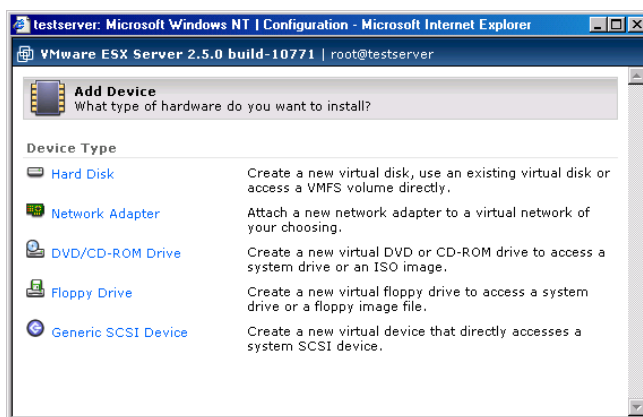 testserver: Microsoft Windows NT | Configuration - Microsoft Internet Explorer
VMware ESX Server 2.5.0 build-10771 | root@testserver
Add Device
What type of hardware do you want to install?
Device Type
Hard Disk
Create a new virtual disk, use an existing virtual disk or
access a VMFS volume directly.
Network Adapter
Attach a new network adapter to a virtual network of
your choosing.
DVD/CD-ROM Drive
Create a new virtual DVD or CD-ROM drive to access a
system drive or an ISO image.
Floppy Drive
Create a new virtual floppy drive to access a system
drive or a floppy image file.
Generic SCSI Device
Create a new virtual device that directly accesses a
system SCSI device.